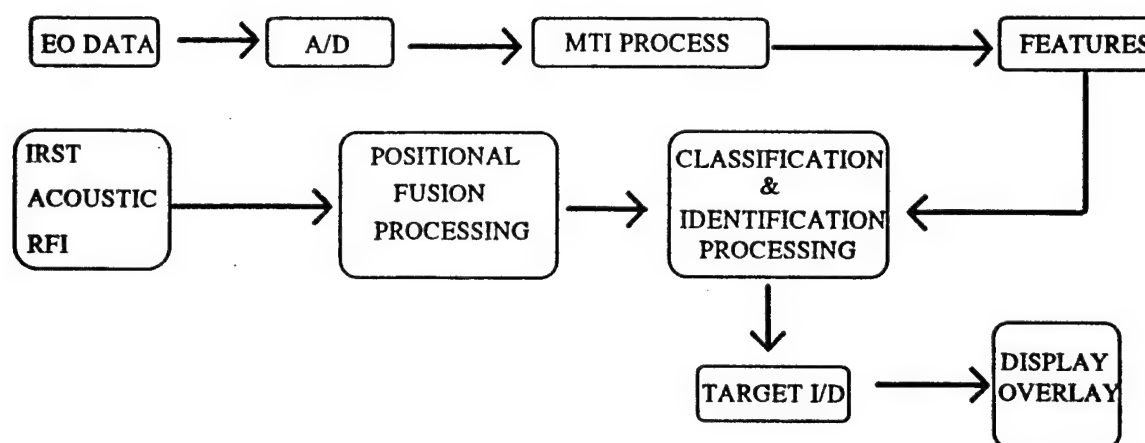 EO DATA
A/D
MTI PROCESS
FEATURES
IRST
ACOUSTIC
RFI
POSITIONAL
FUSION
PROCESSING
CLASSIFICATION
&
IDENTIFICATION
PROCESSING
TARGET I/D
DISPLAY
OVERLAY